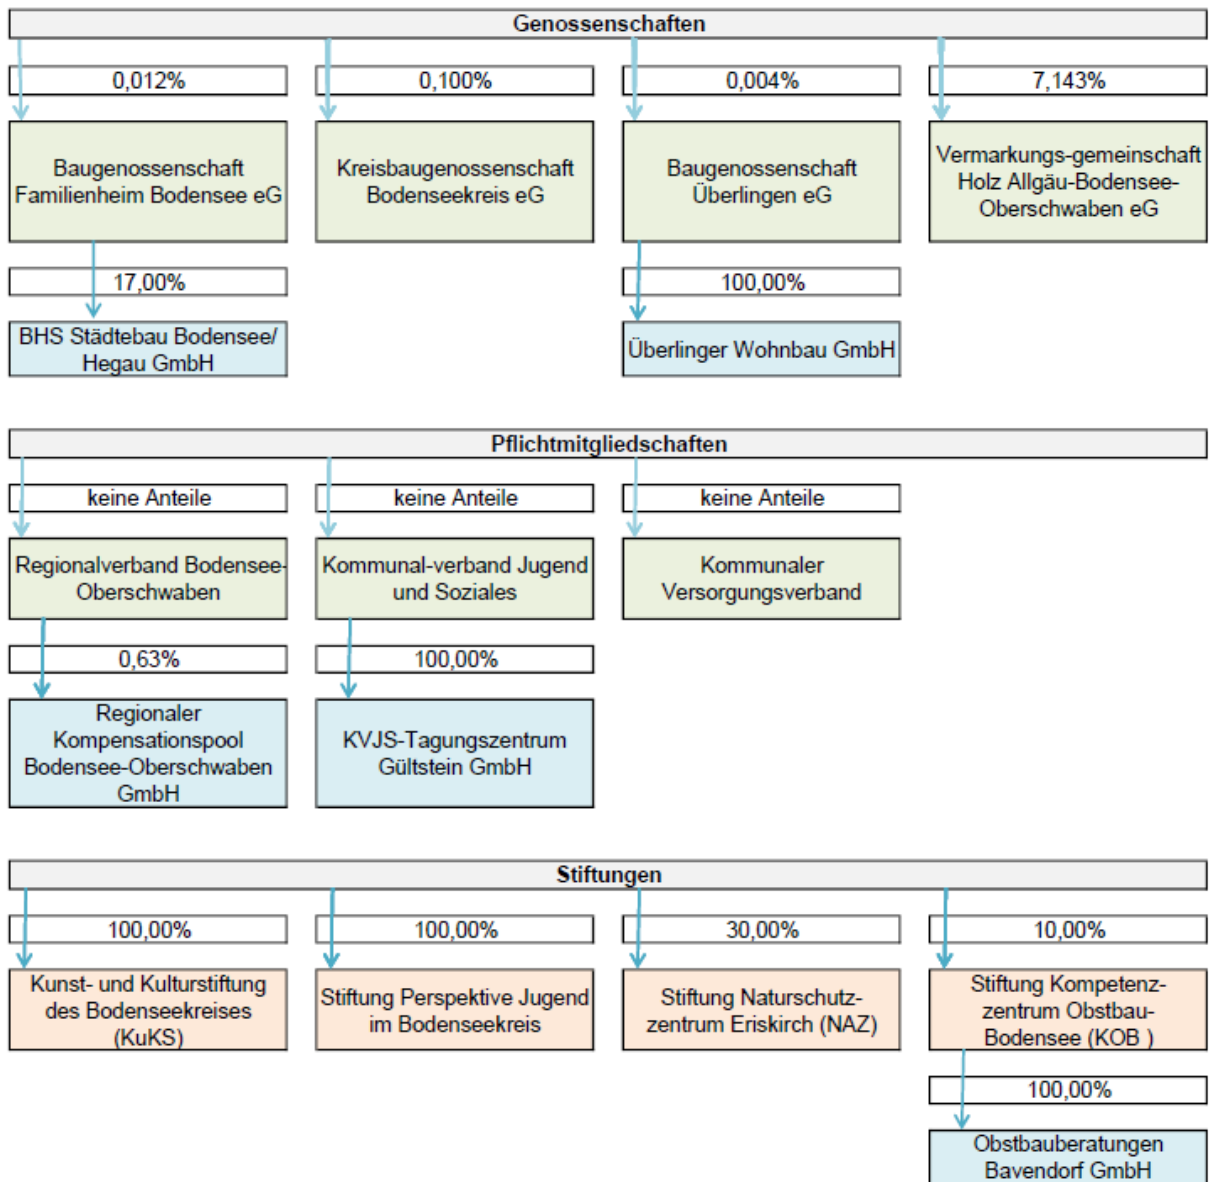 Genossenschaften
0,012%
0,100%
0,004%
7,143%
Baugenossenschaft
Familienheim Bodensee eG
Kreisbaugenossenschaft
Bodenseekreis eG
Baugenossenschaft
Überlingen eG
Vermarkungs-gemeinschaft
Holz Allgäu-Bodensee-
Oberschwaben eG
17,00%
100,00%
BHS Städtebau Bodensee/
Hegau GmbH
Überlinger Wohnbau GmbH
Pflichtmitgliedschaften
keine Anteile
keine Anteile
keine Anteile
Regionalverband Bodensee-
Oberschwaben
Kommunal-verband Jugend
und Soziales
Kommunaler
Versorgungsverband
0,63%
100,00%
Regionaler
Kompensationspool
Bodensee-Oberschwaben
GmbH
KVJS-Tagungszentrum
Gültstein GmbH
Stiftungen
100,00%
100,00%
30,00%
10,00%
Kunst- und Kulturstiftung
des Bodenseekreises
(KuKS)
Stiftung Perspektive Jugend
im Bodenseekreis
Stiftung Naturschutz-
zentrum Eriskirch (NAZ)
Stiftung Kompetenz-
zentrum Obstbau-
Bodensee (KOB )
100,00%
Obstbauberatungen
Bavendorf GmbH